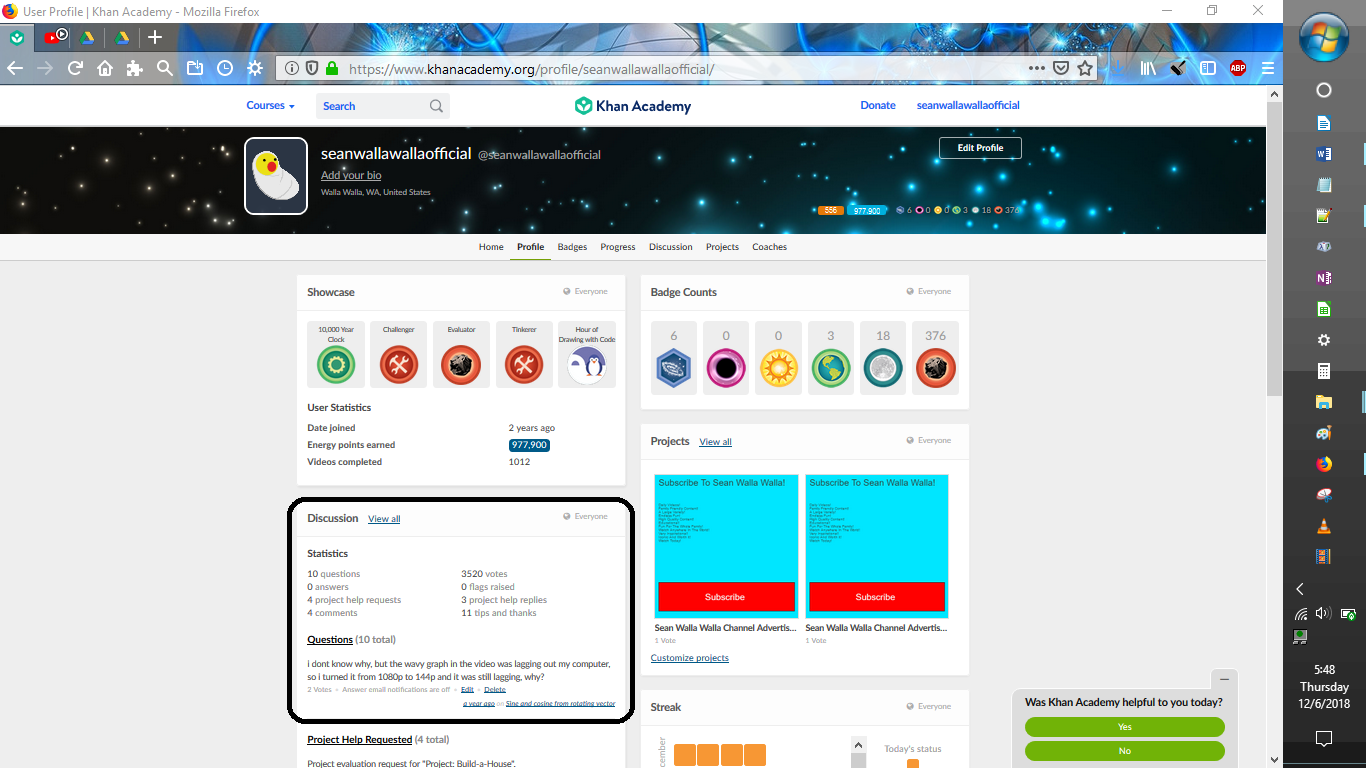 User Profile | Khan Academy - Mozilla Firefox
https://www.khanacademy.org/profile/seanwallawallaofficial/
ABP
Courses
Search
Khan Academy
Donate
seanwallawallaofficial
seanwallawallaofficial @seanwallawallaofficial
Edit Profile
Add your bio
Walla Walla, WA, United States
556 977,900 6 0 0 3 18 376
Home Profile Badges Progress Discussion Projects Coaches
Showcase Everyone
10,000 Year Clock
Challenger
Evaluator
Tinkerer
Hour of Drawing with Code
User Statistics
Date joined 2 years ago
Energy points earned 977,900
Videos completed 1012
Badge Counts Everyone
6 0 0 3 18 376
Projects View all Everyone
Subscribe To Sean Walla Walla!
Subscribe
Subscribe To Sean Walla Walla!
Subscribe
Sean Walla Walla Channel Advertis...
1 Vote
Sean Walla Walla Channel Advertis...
1 Vote
Customize projects
Discussion View all Everyone
Statistics
10 questions 3520 votes
0 answers 0 flags raised
4 project help requests 3 project help replies
4 comments 11 tips and thanks
Questions (10 total)
i dont know why, but the wavy graph in the video was lagging out my computer,
so i turned it from 1080p to 144p and it was still lagging, why?
2 Votes • Answer email notifications are off • Edit • Delete
a year ago on Sine and cosine from rotating vector
Project Help Requested (4 total)
Project evaluation request for "Project: Build-a-House".
Streak Everyone
cember
Today's status
Was Khan Academy helpful to you today?
Yes
No
5:48
Thursday
12/6/2018